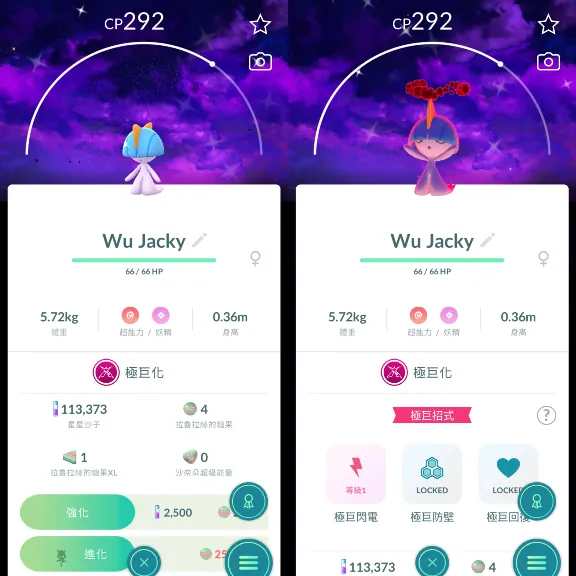 CP292
Wu Jacky
66 / 66 HP
5.72kg
體重
超能力 / 妖精
0.36m
身高
極巨化
113,373
星星沙子
4
拉魯拉絲的糖果
1
拉魯拉絲的糖果XL
0
沙奈朵超級能量
強化
2,500
進化
25
CP292
Wu Jacky
66 / 66 HP
5.72kg
體重
超能力 / 妖精
0.36m
身高
極巨化
極巨招式
?
等級1
LOCKED
LOCKED
極巨閃電
極巨防壁
極巨回復
113,373
4